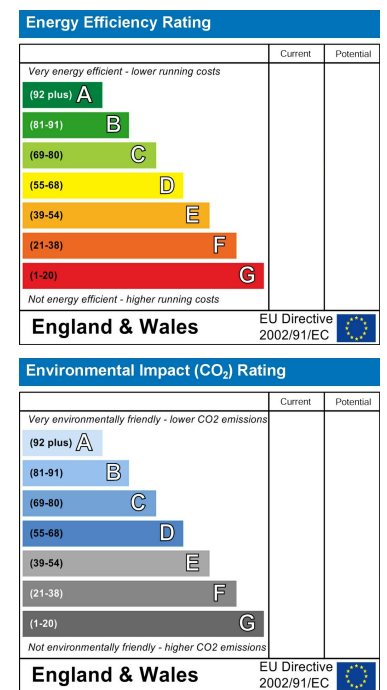 Energy Efficiency Rating
Current Potential
Very energy efficient - lower running costs
(92 plus) A
(81-91) B
(69-80) C
(55-68) D
(39-54) E
(21-38) F
(1-20) G
Not energy efficient - higher running costs
England & Wales
EU Directive
2002/91/EC
Environmental Impact (CO₂) Rating
Current Potential
Very environmentally friendly - lower CO2 emissions
(92 plus) A
(81-91) B
(69-80) C
(55-68) D
(39-54) E
(21-38) F
(1-20) G
Not environmentally friendly - higher CO2 emissions
England & Wales
EU Directive
2002/91/EC